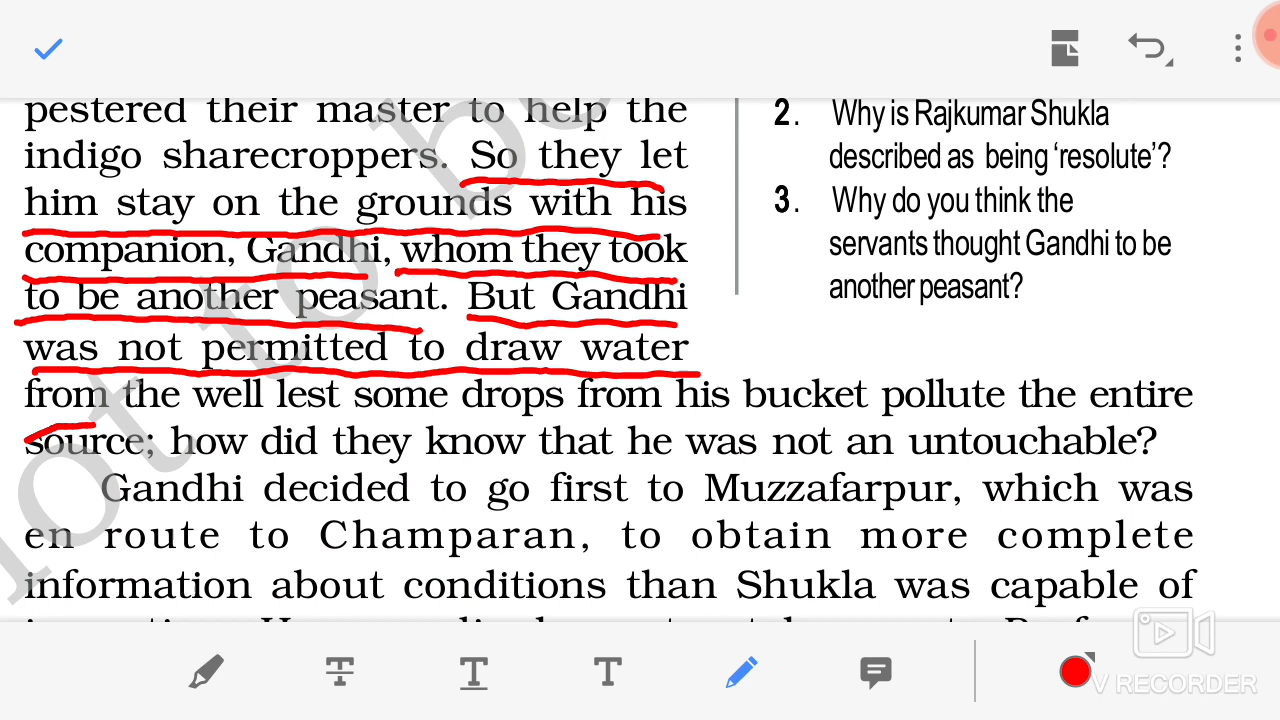 pestered their master to help the
indigo sharecroppers. So they let
him stay on the grounds with his
companion, Gandhi, whom they took
to be another peasant. But Gandhi
was not permitted to draw water
from the well lest some drops from his bucket pollute the entire
source; how did they know that he was not an untouchable?
Gandhi decided to go first to Muzzafarpur, which was
en route to Champaran, to obtain more complete
information about conditions than Shukla was capable of
2. Why is Rajkumar Shukla
described as being ‘resolute’?
3. Why do you think the
servants thought Gandhi to be
another peasant?
not to be
V RECORDER